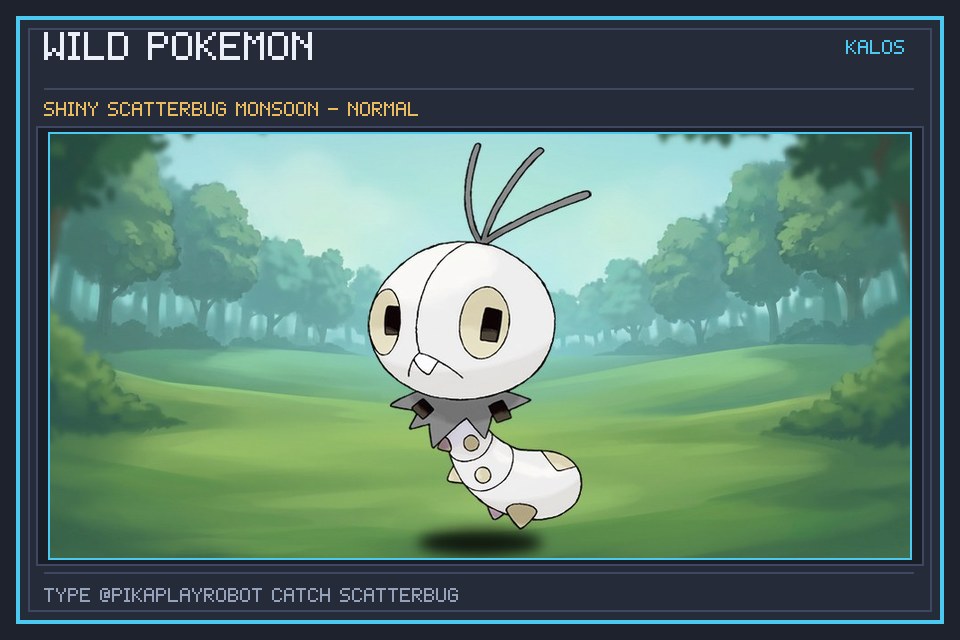 WILD POKEMON
KALOS
SHINY SCATTERBUG MONSOON - NORMAL
TYPE @PIKAPLAYROBOT CATCH SCATTERBUG